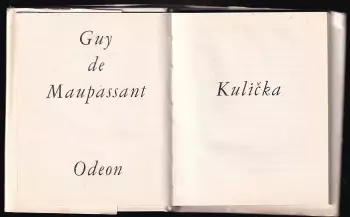 Guy
de
Maupassant
Odeon
Kulička